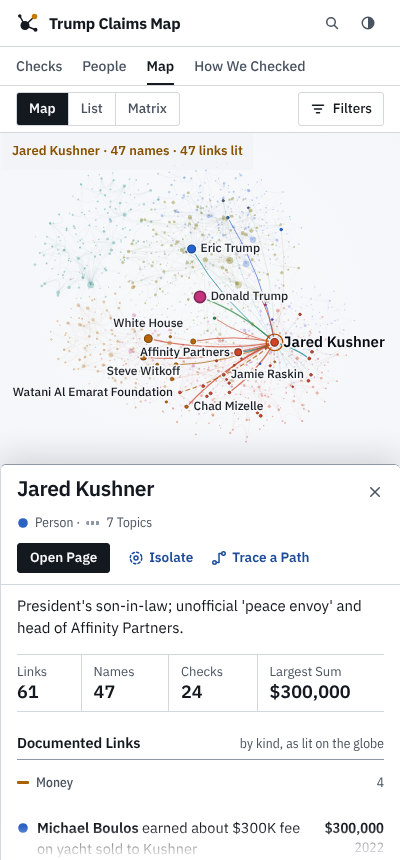 Trump Claims Map
Checks People Map How We Checked
Map List Matrix Filters
Jared Kushner · 47 names · 47 links lit
Eric Trump
Donald Trump
White House
Jared Kushner
Affinity Partners
Steve Witkoff
Jamie Raskin
Watani Al Emarat Foundation
Chad Mizelle
Jared Kushner
Person · 7 Topics
Open Page Isolate Trace a Path
President's son-in-law; unofficial 'peace envoy' and
head of Affinity Partners.
Links Names Checks Largest Sum
61 47 24 $300,000
Documented Links by kind, as lit on the globe
Money 4
Michael Boulos earned about $300K fee $300,000
on yacht sold to Kushner 2022